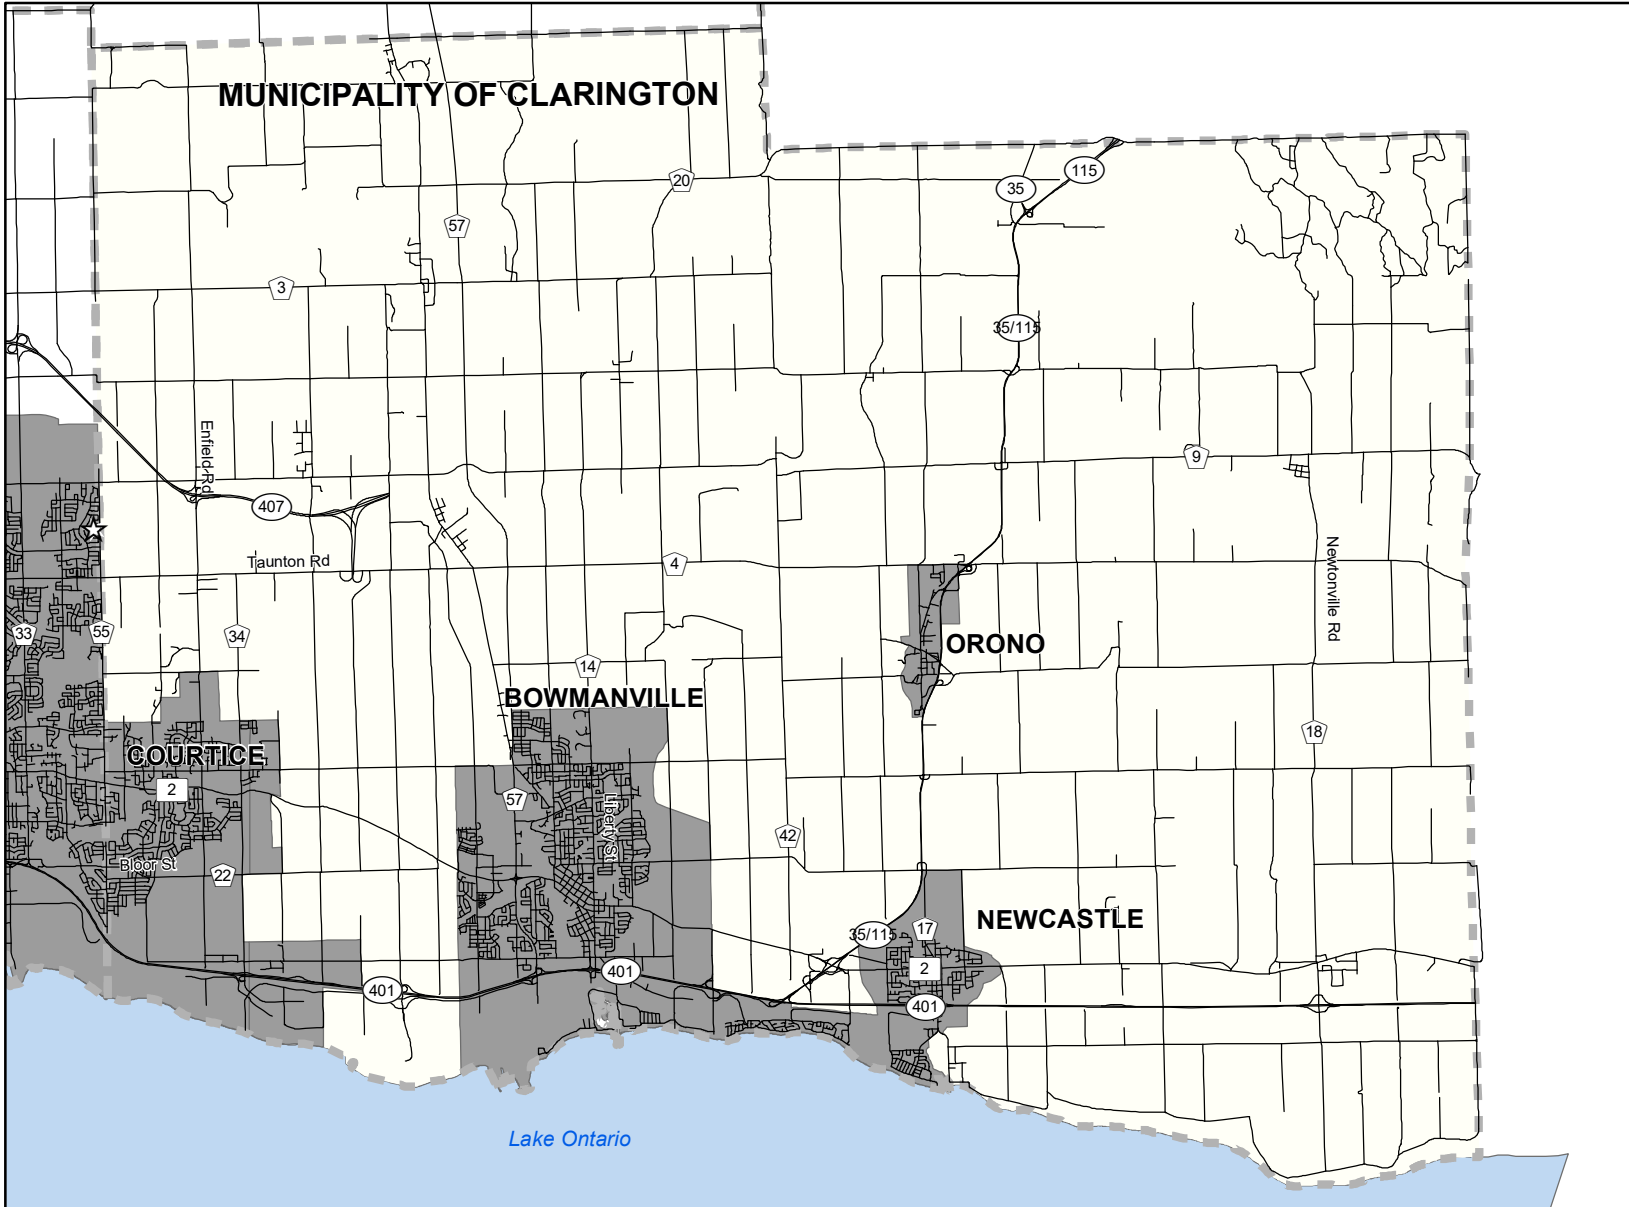 MUNICIPALITY OF CLARINGTON
115
20
35
57
3
35/115
Enfield Rd
9
407
Taunton Rd
4
Newtonville Rd
33
55
34
ORONO
14
BOWMANVILLE
18
COURTICE
2
57
Liberty St
42
Bloor St
22
NEWCASTLE
17
35/115
2
401
401
401
Lake Ontario